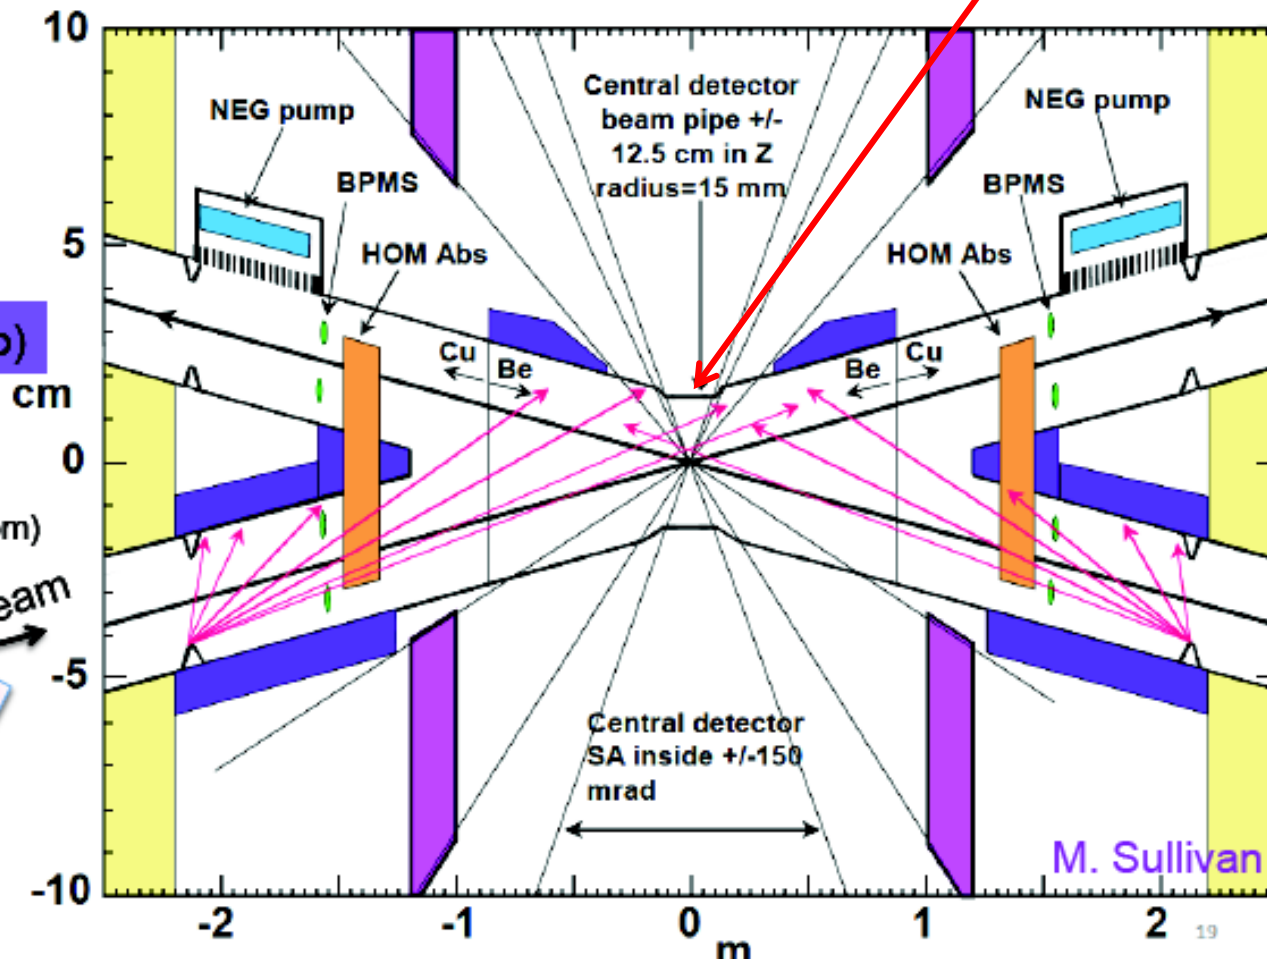 10
Central detector
beam pipe +/-
12.5 cm in Z
radius=15 mm
NEG pump
NEG pump
BPMS
BPMS
HOM Abs
HOM Abs
5
Cu
Be
Be
Cu
cm
0
-5
Central detector
SA inside +/-150
mrad
M. Sullivan
-10
-2
-1
0
1
2
m
19